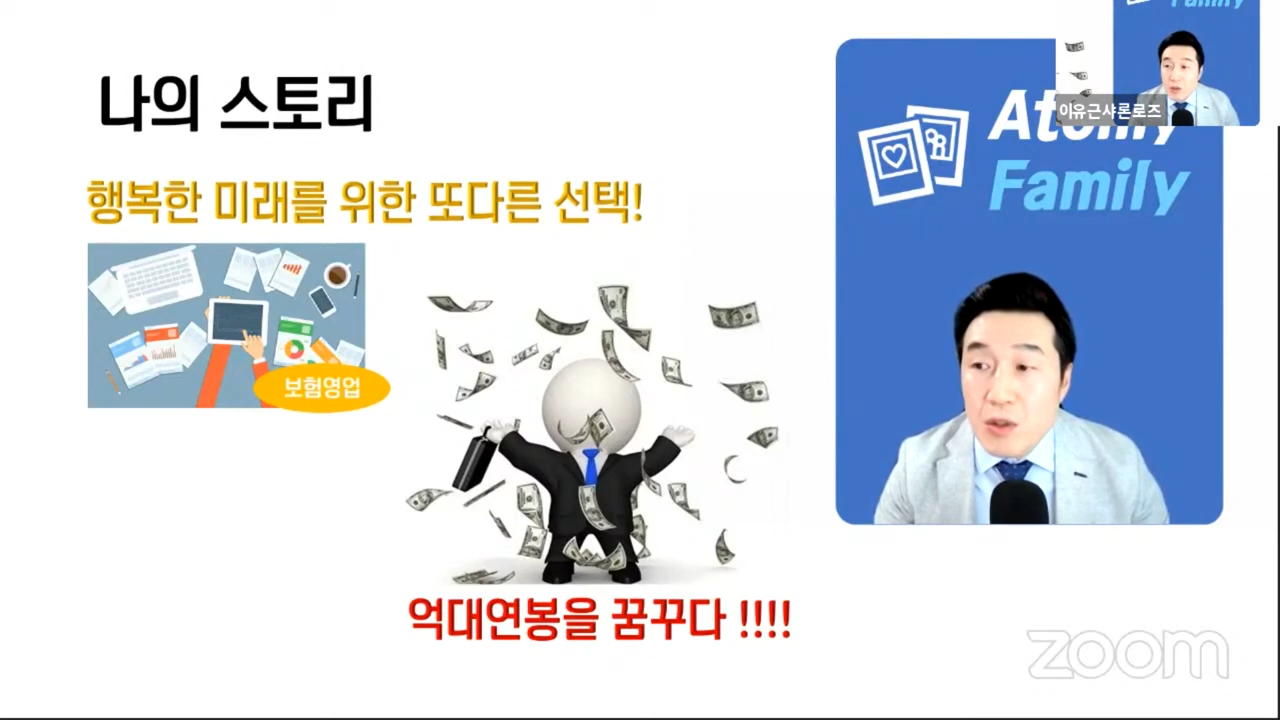 나의 스토리
행복한 미래를 위한 또다른 선택!
보험영업
억대연봉을 꿈꾸다 !!!!
Family
이유근샤론로즈
Atomy
Family
zoom